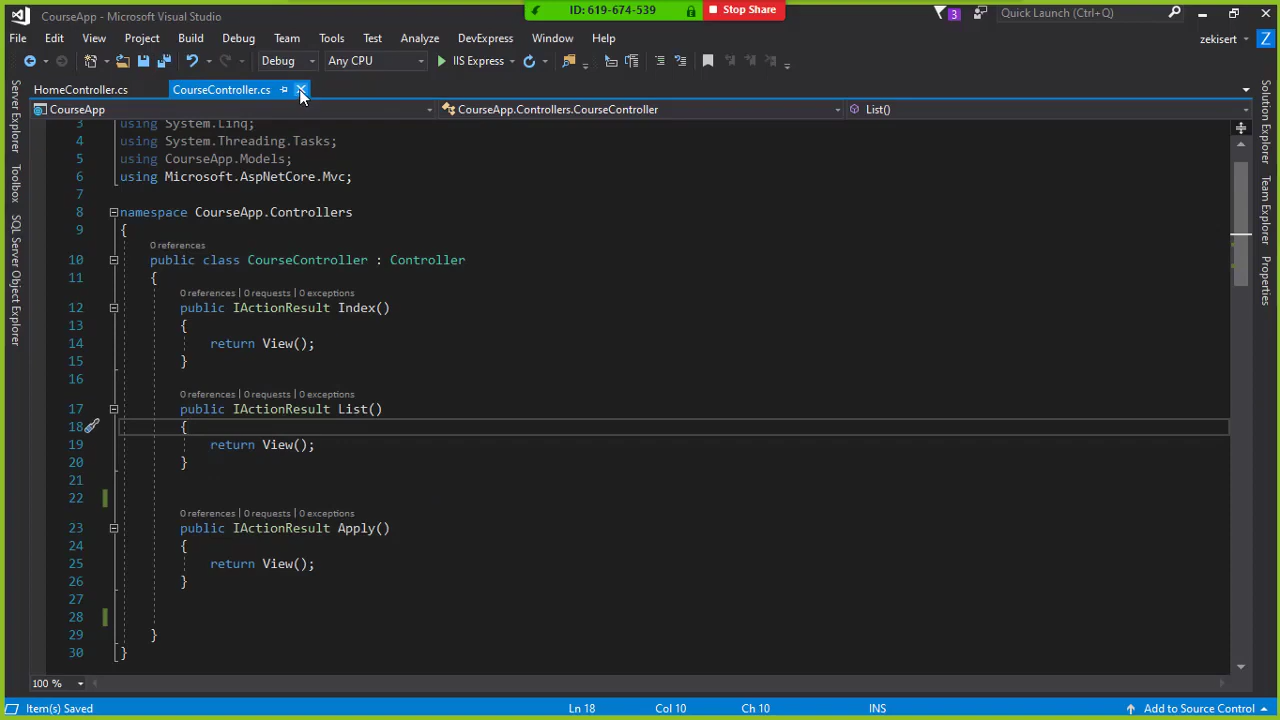 CourseApp - Microsoft Visual Studio
ID: 619-674-539
Stop Share
3
Quick Launch (Ctrl+Q)
File Edit View Project Build Debug Team Tools Test Analyze DevExpress Window Help
zekisert
Z
Debug
Any CPU
IIS Express
HomeController.cs
CourseController.cs
CourseApp
CourseApp.Controllers.CourseController
List()
Server Explorer
Toolbox
SQL Server Object Explorer
3 using System.Linq;
4 using System.Threading.Tasks;
5 using CourseApp.Models;
6 using Microsoft.AspNetCore.Mvc;
7
8 namespace CourseApp.Controllers
9 {
0 references
10 public class CourseController : Controller
11 {
0 references | 0 requests | 0 exceptions
12 public IActionResult Index()
13 {
14 return View();
15 }
16
0 references | 0 requests | 0 exceptions
17 public IActionResult List()
18 {
19 return View();
20 }
21
22
0 references | 0 requests | 0 exceptions
23 public IActionResult Apply()
24 {
25 return View();
26 }
27
28
29 }
30 }
Solution Explorer
Team Explorer
Properties
100 %
Item(s) Saved
Ln 18
Col 10
Ch 10
INS
Add to Source Control